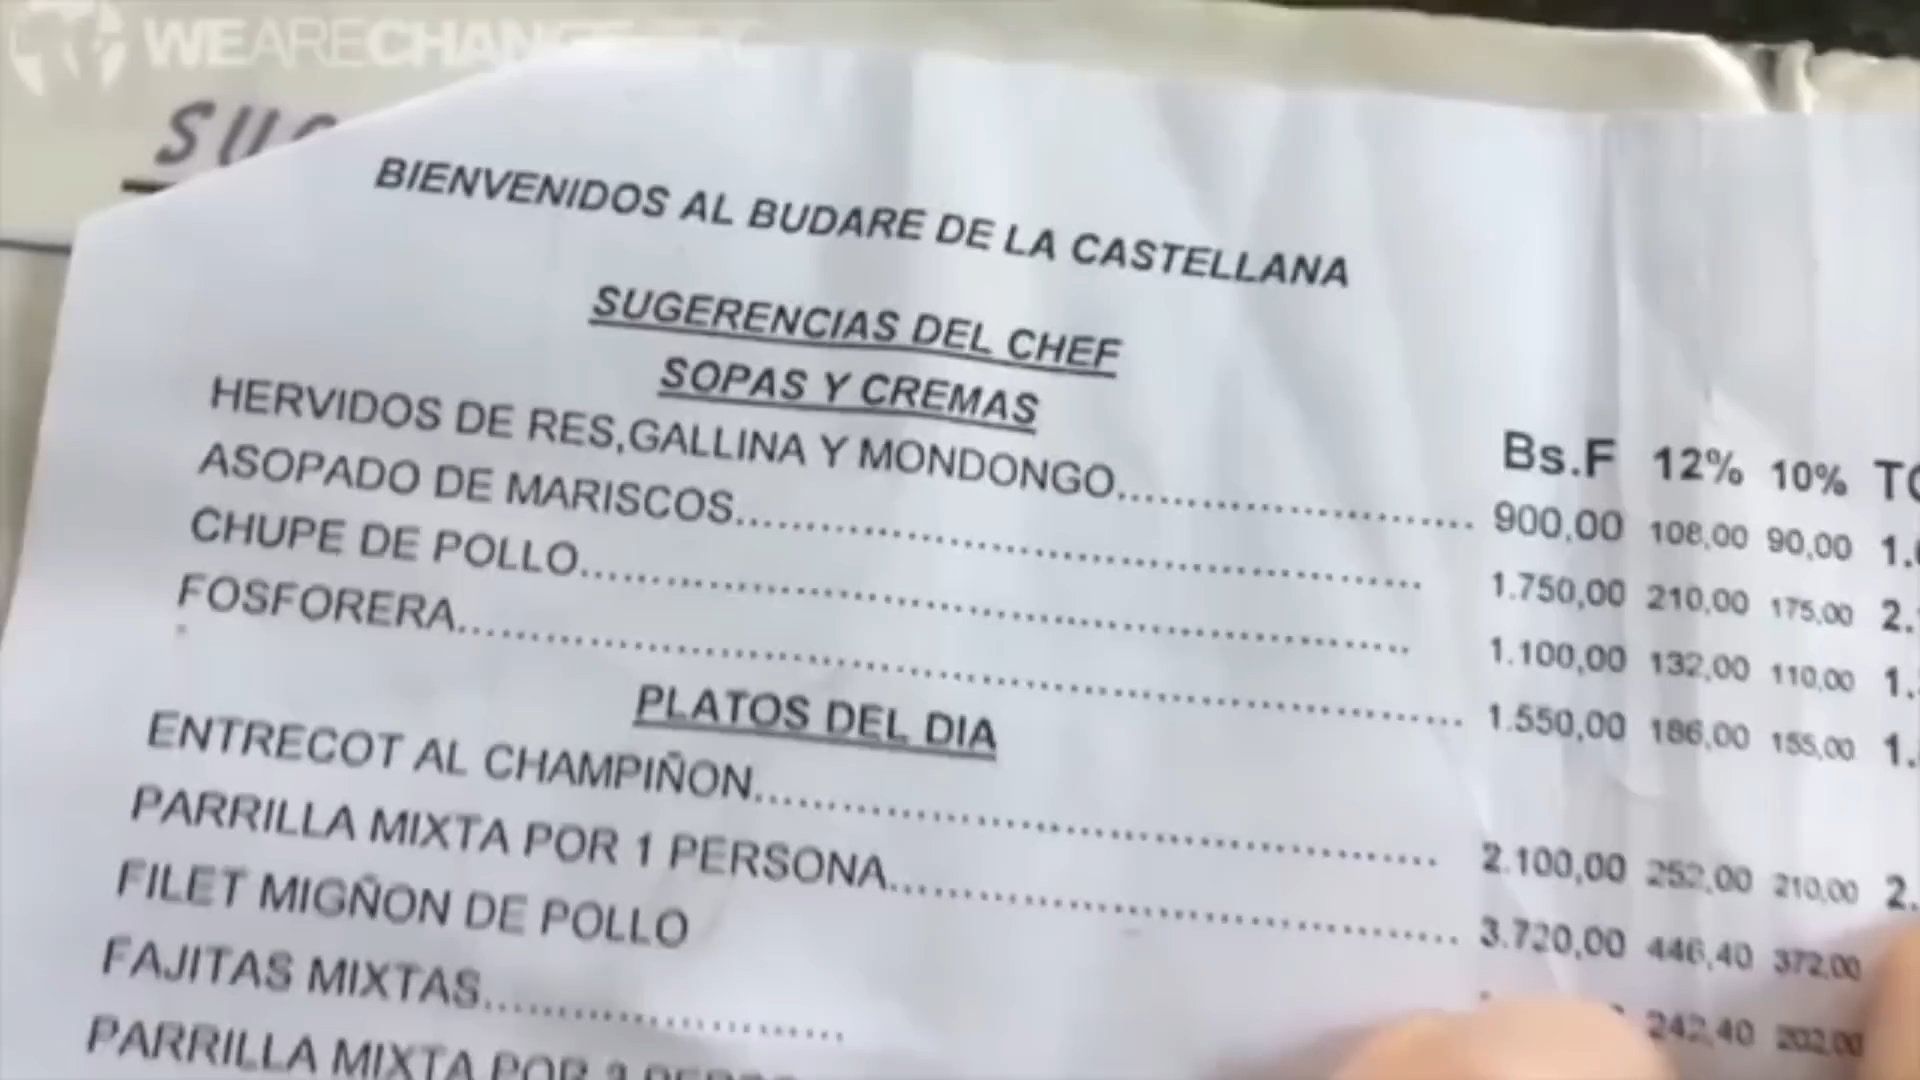 WEARECHANGE
BIENVENIDOS AL BUDARE DE LA CASTELLANA
SUGERENCIAS DEL CHEF
SOPAS Y CREMAS
Bs.F 12% 10%
HERVIDOS DE RES,GALLINA Y MONDONGO.................................... 900,00 108,00 90,00
ASOPADO DE MARISCOS........................................................... 1.750,00 210,00 175,00
CHUPE DE POLLO...................................................................... 1.100,00 132,00 110,00
FOSFORERA.............................................................................. 1.550,00 186,00 155,00
PLATOS DEL DIA
ENTRECOT AL CHAMPIÑON......................................................... 2.100,00 252,00 210,00
PARRILLA MIXTA POR 1 PERSONA................................................ 3.720,00 446,40 372,00
FILET MIGÑON DE POLLO
FAJITAS MIXTAS............................... 242,40 202,00
PARRILLA MIXTA POR